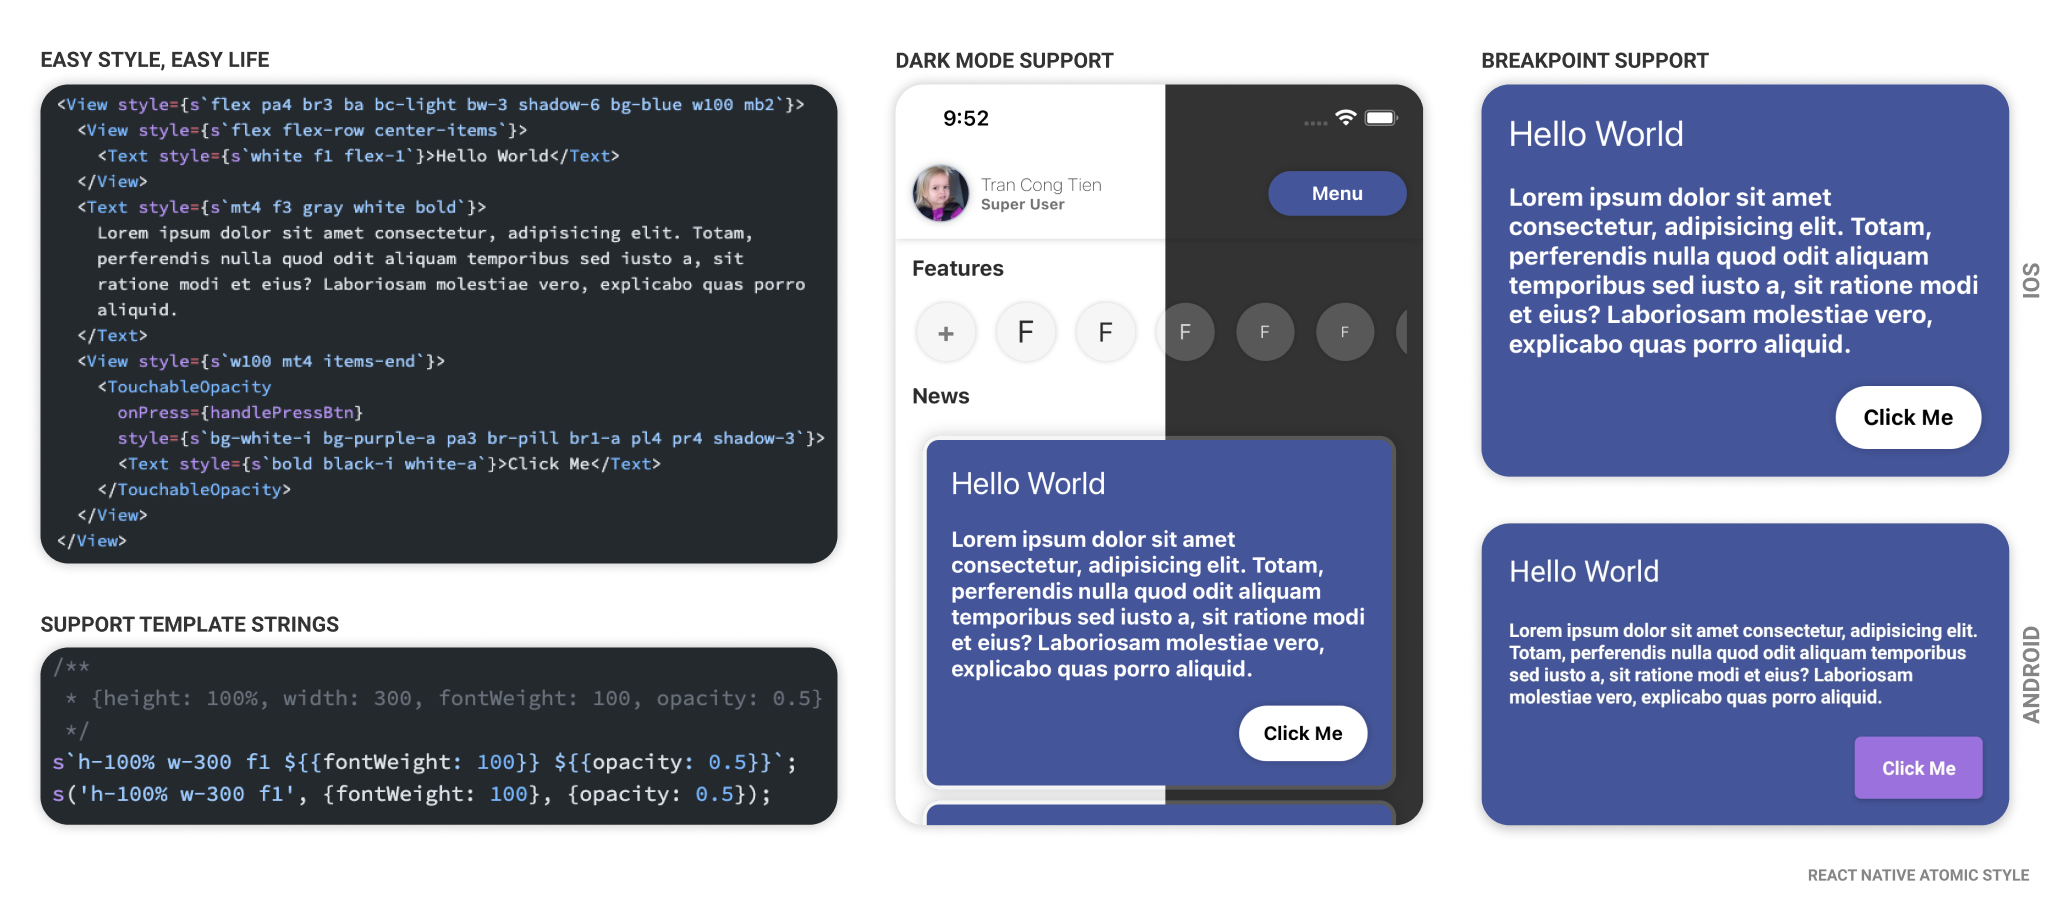 EASY STYLE, EASY LIFE
<View style={s`flex pa4 br3 ba bc-light bw-3 shadow-6 bg-blue w100 mb2`}>
<View style={s`flex flex-row center-items`}>
<Text style={s`white f1 flex-1`}>Hello World</Text>
</View>
<Text style={s`mt4 f3 gray white bold`}>
Lorem ipsum dolor sit amet consectetur, adipisicing elit. Totam,
perferendis nulla quod odit aliquam temporibus sed iusto a, sit
ratione modi et eius? Laboriosam molestiae vero, explicabo quas porro
aliquid.
</Text>
<View style={s`w100 mt4 items-end`}>
<TouchableOpacity
onPress={handlePressBtn}
style={s`bg-white-i bg-purple-a pa3 br-pill br1-a pl4 pr4 shadow-3`}>
<Text style={s`bold black-i white-a`}>Click Me</Text>
</TouchableOpacity>
</View>
</View>
SUPPORT TEMPLATE STRINGS
/**
* {height: 100%, width: 300, fontWeight: 100, opacity: 0.5}
*/
s`h-100% w-300 f1 ${{fontWeight: 100}} ${{opacity: 0.5}}`;
s('h-100% w-300 f1', {fontWeight: 100}, {opacity: 0.5});
DARK MODE SUPPORT
9:52
Tran Cong Tien
Super User
Menu
Features
+ F F F F F
News
Hello World
Lorem ipsum dolor sit amet
consectetur, adipisicing elit. Totam,
perferendis nulla quod odit aliquam
temporibus sed iusto a, sit ratione modi
et eius? Laboriosam molestiae vero,
explicabo quas porro aliquid.
Click Me
BREAKPOINT SUPPORT
Hello World
Lorem ipsum dolor sit amet
consectetur, adipisicing elit. Totam,
perferendis nulla quod odit aliquam
temporibus sed iusto a, sit ratione modi
et eius? Laboriosam molestiae vero,
explicabo quas porro aliquid.
Click Me
IOS
Hello World
Lorem ipsum dolor sit amet consectetur, adipisicing elit.
Totam, perferendis nulla quod odit aliquam temporibus
sed iusto a, sit ratione modi et eius? Laboriosam
molestiae vero, explicabo quas porro aliquid.
Click Me
ANDROID
REACT NATIVE ATOMIC STYLE